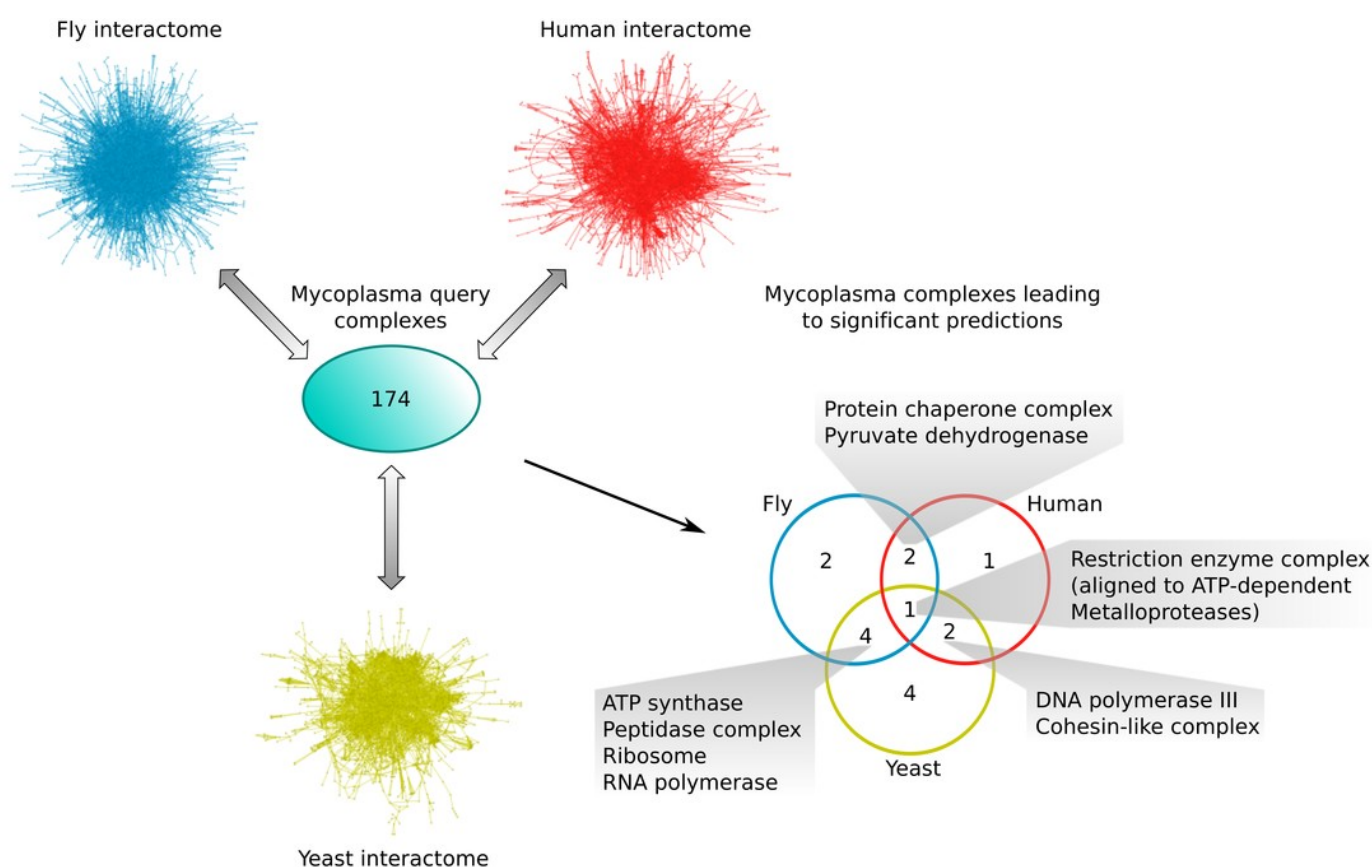 Fly interactome
Human interactome
Mycoplasma query
complexes
174
Mycoplasma complexes leading
to significant predictions
Protein chaperone complex
Pyruvate dehydrogenase
Fly
Human
2
2
1
Restriction enzyme complex
(aligned to ATP-dependent
Metalloproteases)
1
4
2
4
ATP synthase
Peptidase complex
Ribosome
RNA polymerase
DNA polymerase III
Cohesin-like complex
Yeast
Yeast interactome